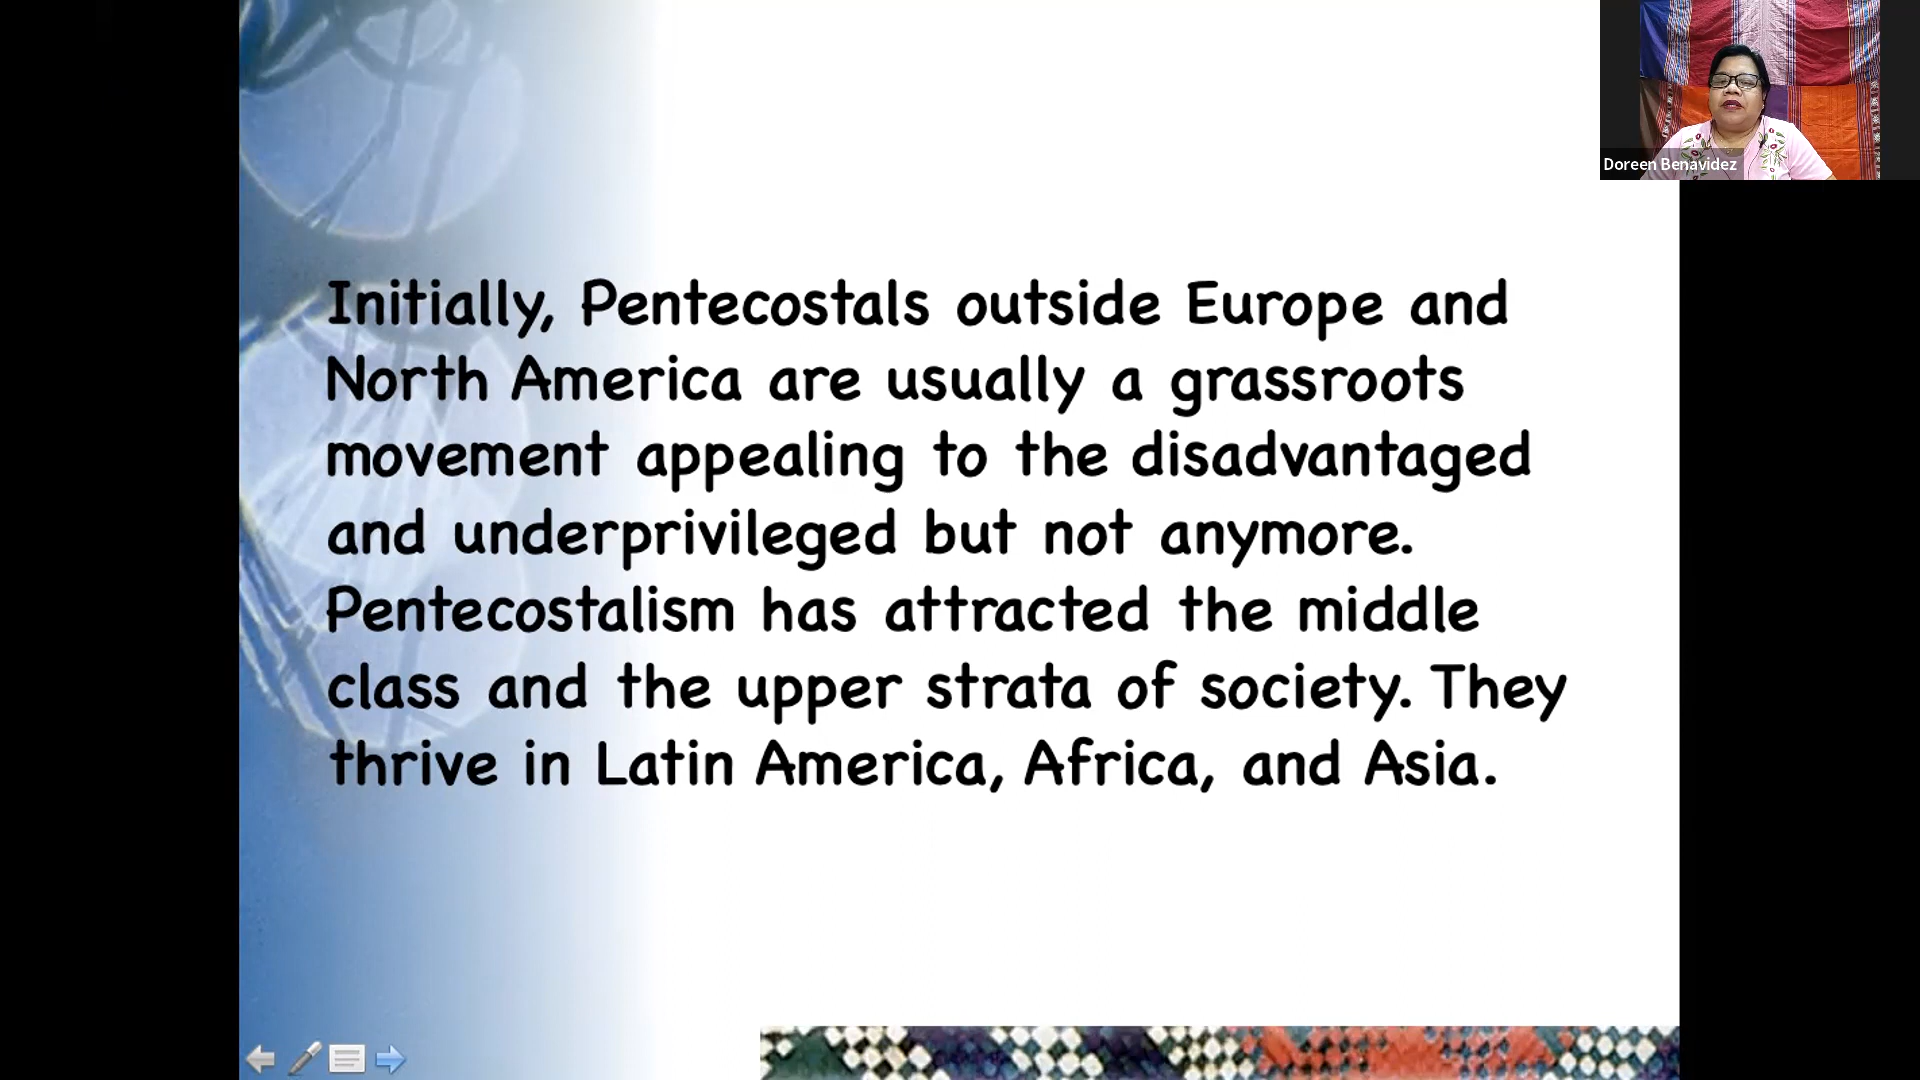 Doreen Benavidez
Initially, Pentecostals outside Europe and
North America are usually a grassroots
movement appealing to the disadvantaged
and underprivileged but not anymore.
Pentecostalism has attracted the middle
class and the upper strata of society. They
thrive in Latin America, Africa, and Asia.